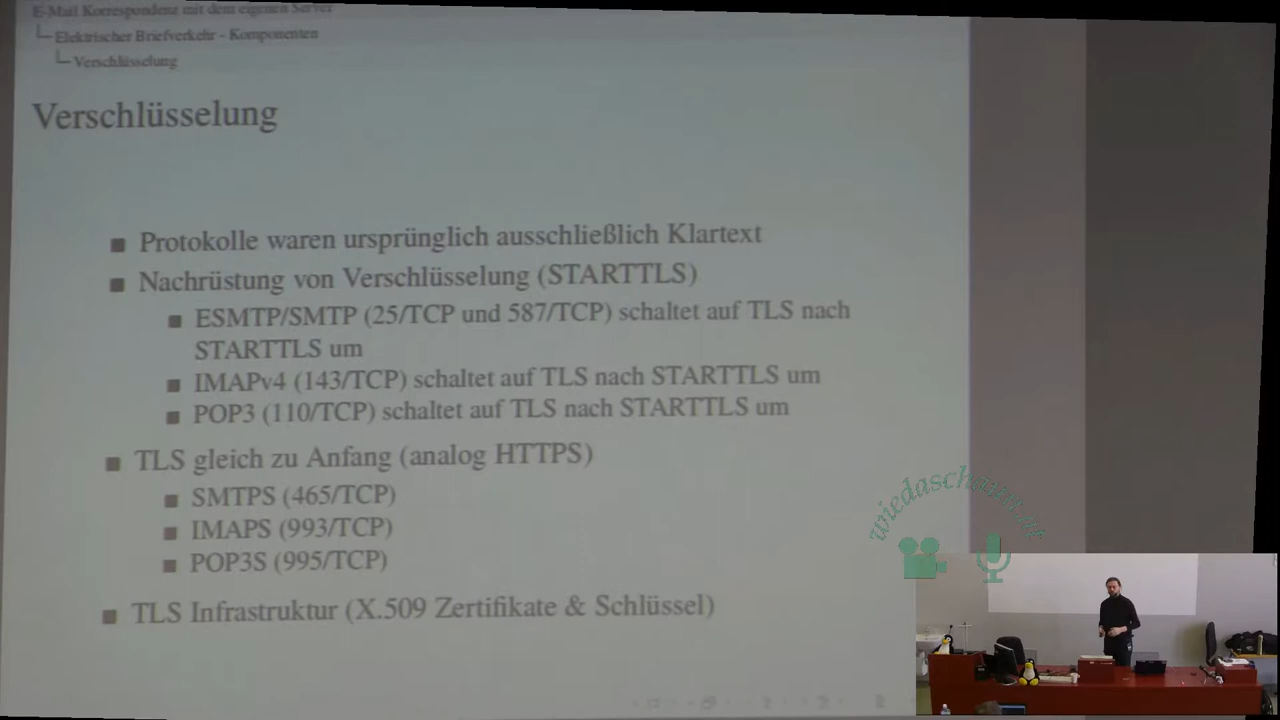 E-Mail Korrespondenz mit dem eigenen Server
Elektrischer Briefverkehr - Komponenten
Verschlüsselung
Verschlüsselung
Protokolle waren ursprünglich ausschließlich Klartext
Nachrüstung von Verschlüsselung (STARTTLS)
ESMTP/SMTP (25/TCP und 587/TCP) schaltet auf TLS nach
STARTTLS um
IMAPv4 (143/TCP) schaltet auf TLS nach STARTTLS um
POP3 (110/TCP) schaltet auf TLS nach STARTTLS um
TLS gleich zu Anfang (analog HTTPS)
SMTPS (465/TCP)
IMAPS (993/TCP)
POP3S (995/TCP)
TLS Infrastruktur (X.509 Zertifikate & Schlüssel)